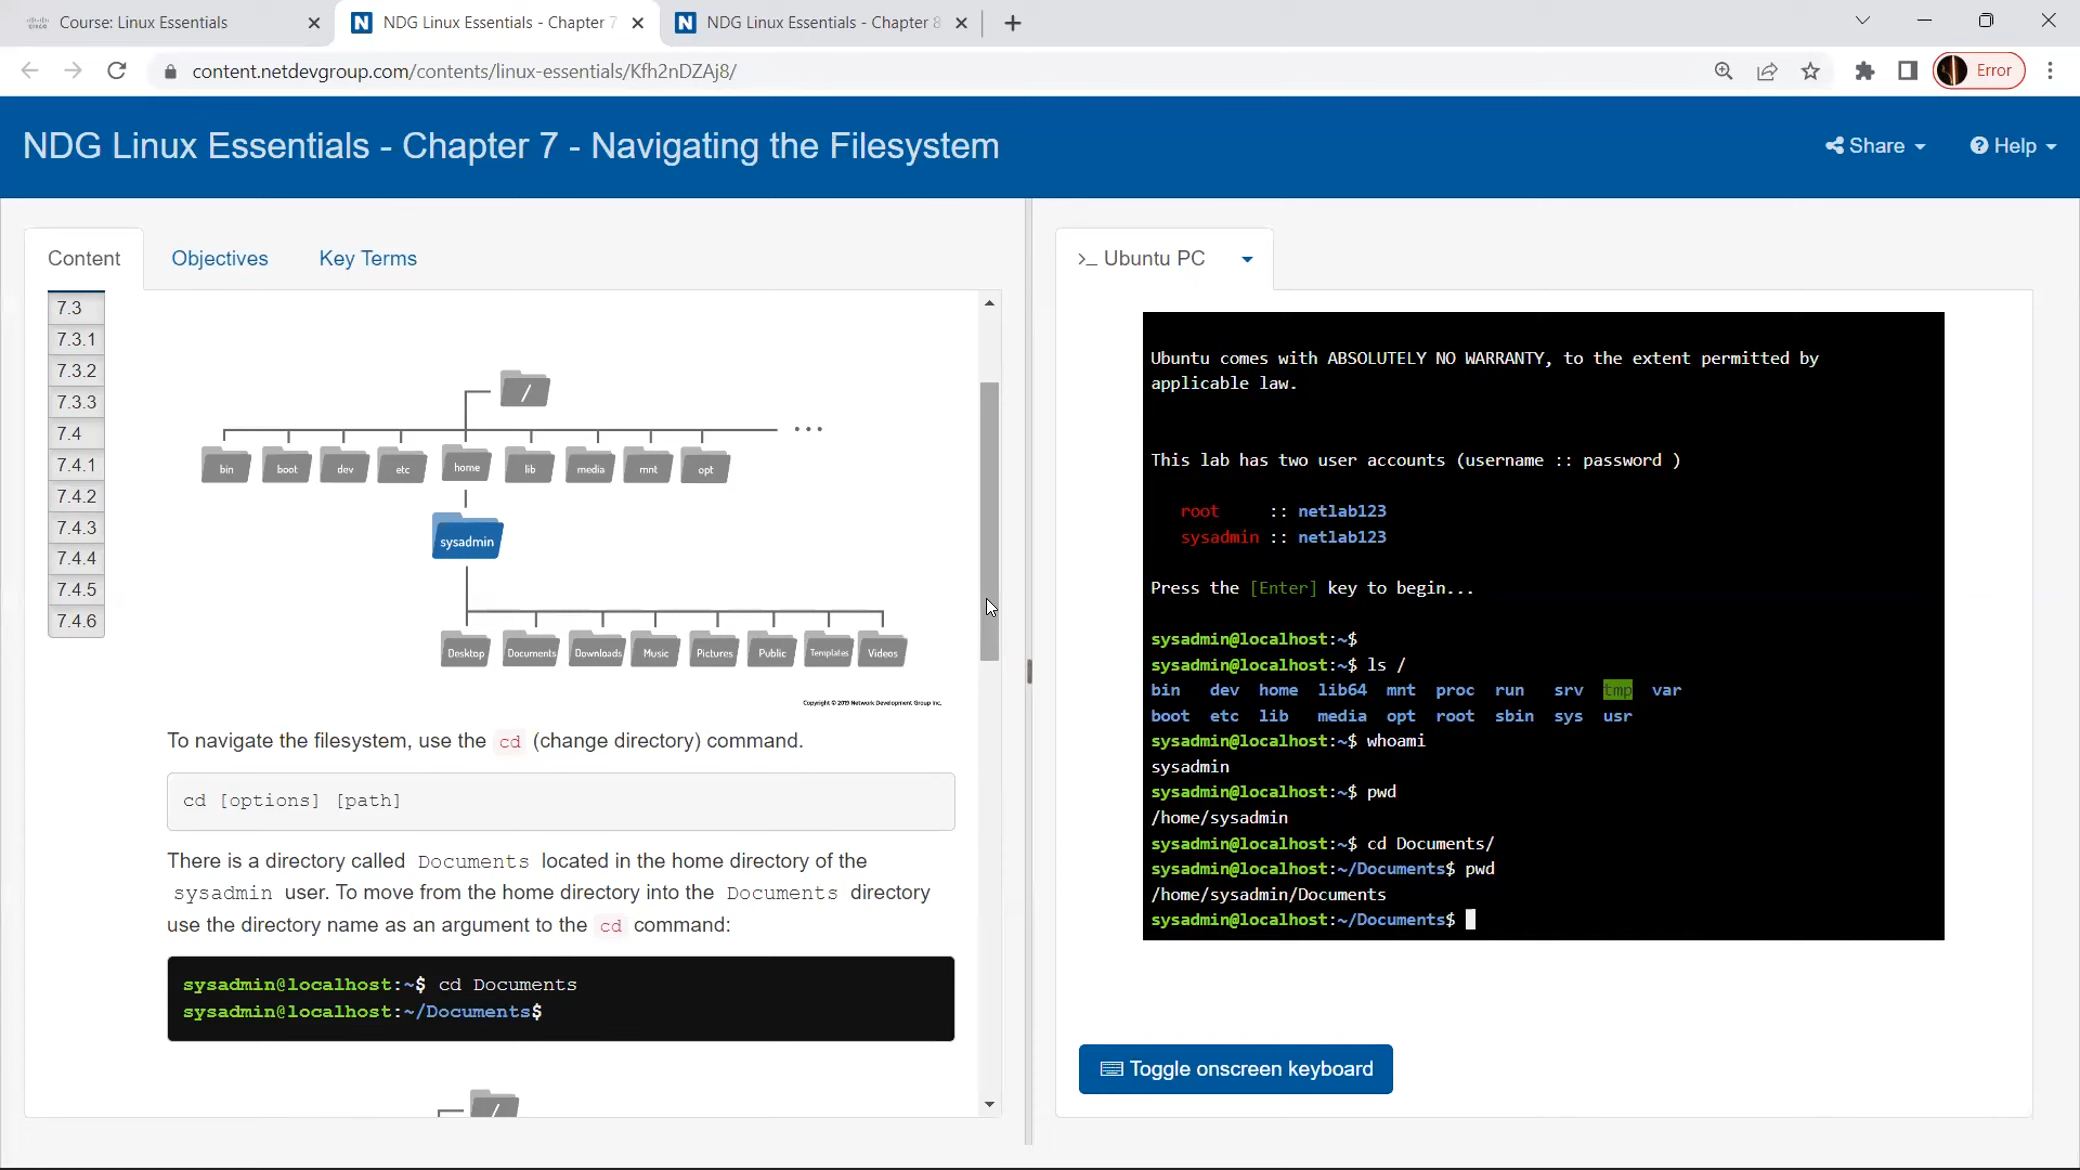 Course: Linux Essentials
NDG Linux Essentials - Chapter 7
NDG Linux Essentials - Chapter 8
content.netdevgroup.com/contents/linux-essentials/Kfh2nDZAj8/
Error
NDG Linux Essentials - Chapter 7 - Navigating the Filesystem
Share
Help
Content
Objectives
Key Terms
7.3
7.3.1
7.3.2
7.3.3
7.4
7.4.1
7.4.2
7.4.3
7.4.4
7.4.5
7.4.6
/
...
bin boot dev etc home lib media mnt opt
sysadmin
Desktop Documents Downloads Music Pictures Public Templates Videos
Copyright © 2019 Network Development Group Inc.
To navigate the filesystem, use the cd (change directory) command.
cd [options] [path]
There is a directory called Documents located in the home directory of the
sysadmin user. To move from the home directory into the Documents directory
use the directory name as an argument to the cd command:
sysadmin@localhost:~$ cd Documents
sysadmin@localhost:~/Documents$
/
>_ Ubuntu PC
Ubuntu comes with ABSOLUTELY NO WARRANTY, to the extent permitted by
applicable law.
This lab has two user accounts (username :: password )
root :: netlab123
sysadmin :: netlab123
Press the [Enter] key to begin...
sysadmin@localhost:~$
sysadmin@localhost:~$ ls /
bin dev home lib64 mnt proc run srv tmp var
boot etc lib media opt root sbin sys usr
sysadmin@localhost:~$ whoami
sysadmin
sysadmin@localhost:~$ pwd
/home/sysadmin
sysadmin@localhost:~$ cd Documents/
sysadmin@localhost:~/Documents$ pwd
/home/sysadmin/Documents
sysadmin@localhost:~/Documents$
Toggle onscreen keyboard